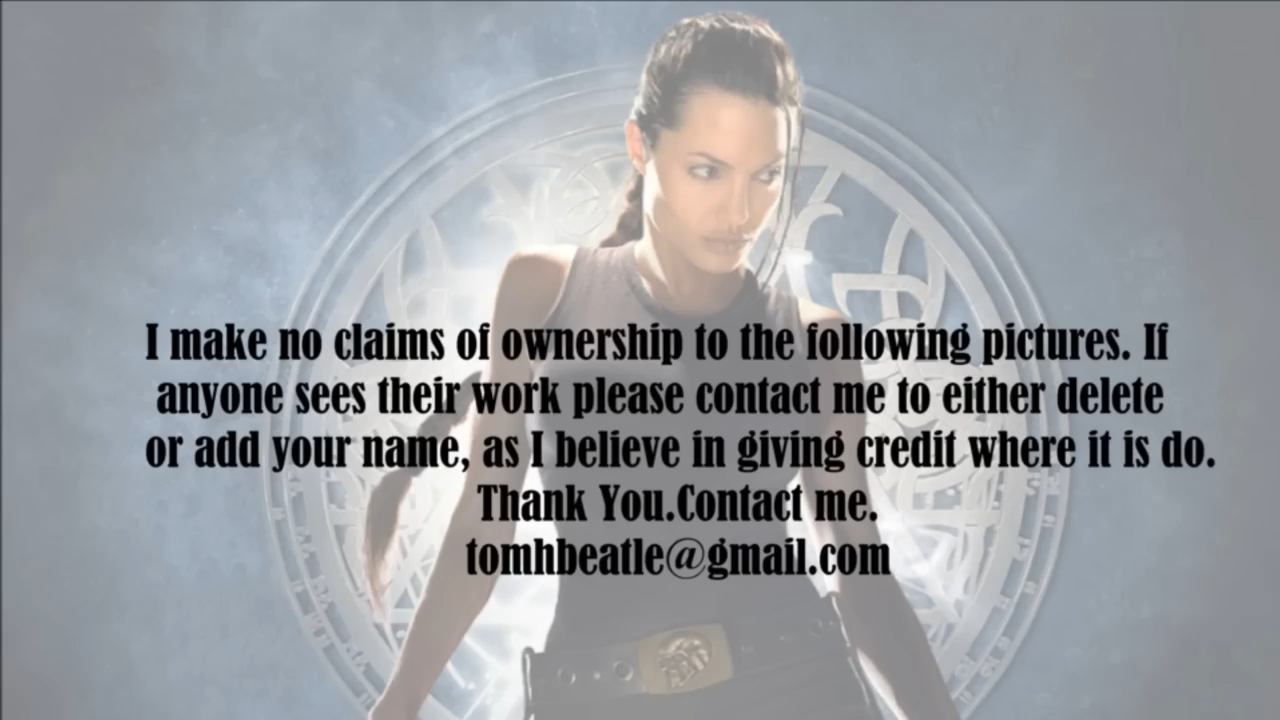 I make no claims of ownership to the following pictures. If
anyone sees their work please contact me to either delete
or add your name, as I believe in giving credit where it is do.
Thank You.Contact me.
tomhbeatle@gmail.com